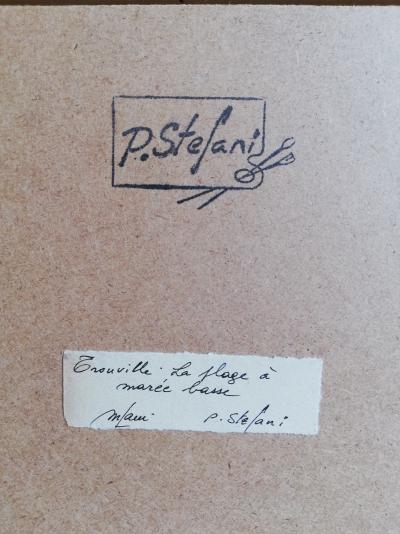 P. Stefani
Trouville. La plage à
marée basse
P. Stefani